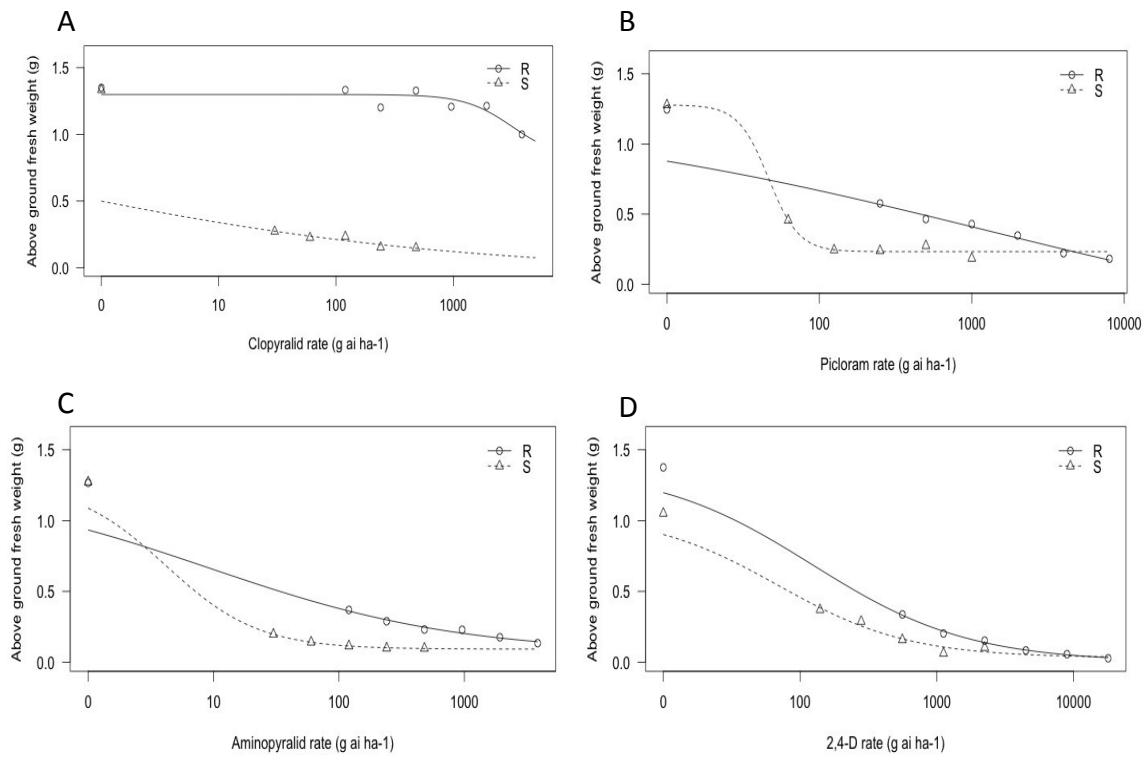 A
Above ground fresh weight (g)
1.5
1.0
0.5
0.0
R
S
0 10 100 1000
Clopyralid rate (g ai ha-1)
B
Above ground fresh weight (g)
1.5
1.0
0.5
0.0
R
S
0 100 1000 10000
Picloram rate (g ai ha-1)
C
Above ground fresh weight (g)
1.5
1.0
0.5
0.0
R
S
0 10 100 1000
Aminopyralid rate (g ai ha-1)
D
Above ground fresh weight (g)
1.5
1.0
0.5
0.0
R
S
0 100 1000 10000
2,4-D rate (g ai ha-1)